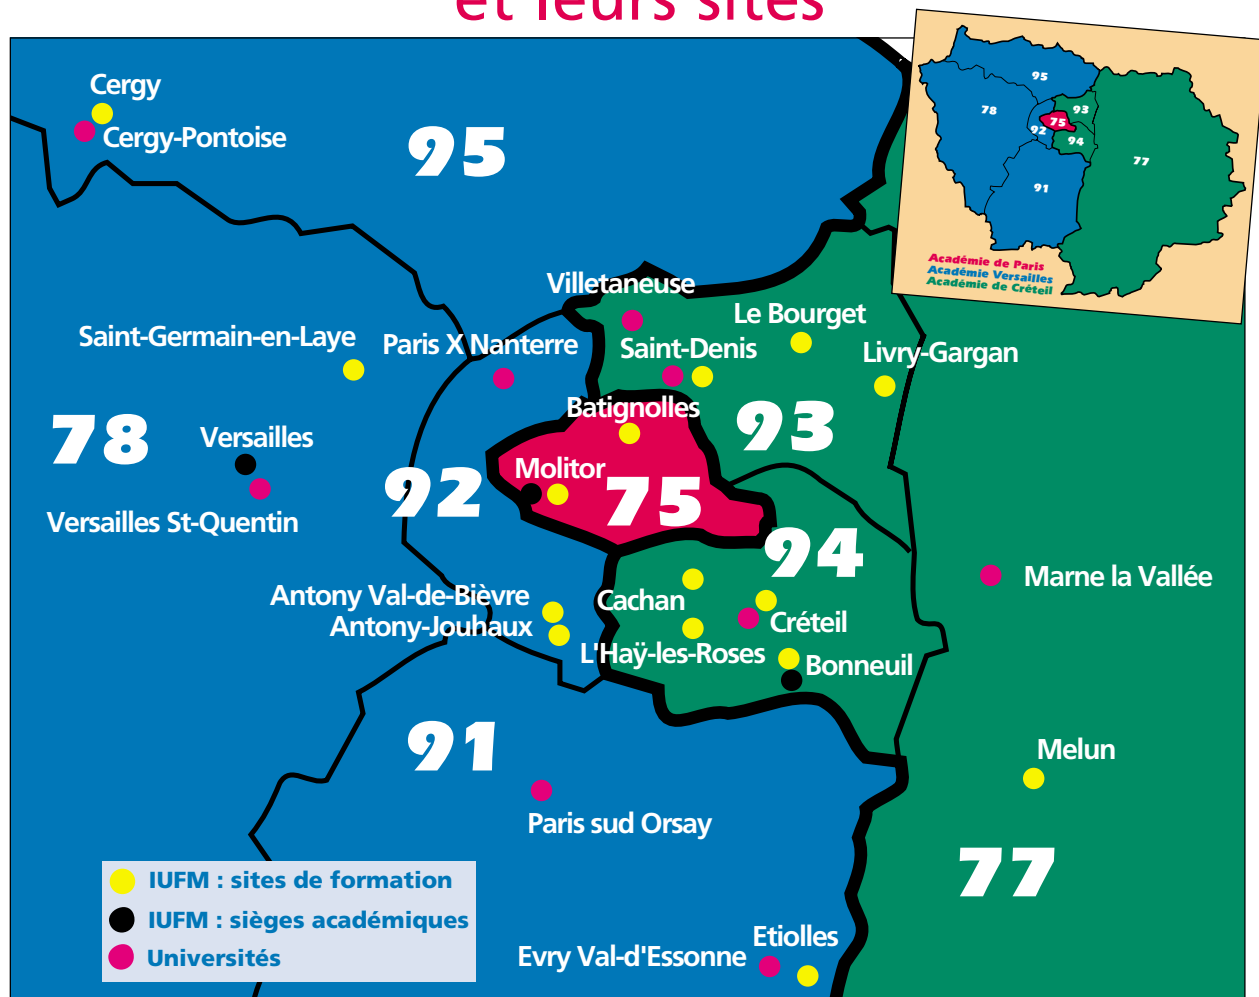 et leurs sites
95
78
92
75
93
94
91
77
Académie de Paris
Académie Versailles
Académie de Créteil
Cergy
Cergy-Pontoise
95
Villetaneuse
Le Bourget
Saint-Germain-en-Laye
Paris X Nanterre
Saint-Denis
Livry-Gargan
Batignolles
78
Versailles
93
Molitor
92
75
Versailles St-Quentin
94
Marne la Vallée
Antony Val-de-Bièvre
Cachan
Antony-Jouhaux
Créteil
L'Haÿ-les-Roses
Bonneuil
91
Melun
Paris sud Orsay
77
IUFM : sites de formation
IUFM : sièges académiques
Universités
Etiolles
Evry Val-d'Essonne